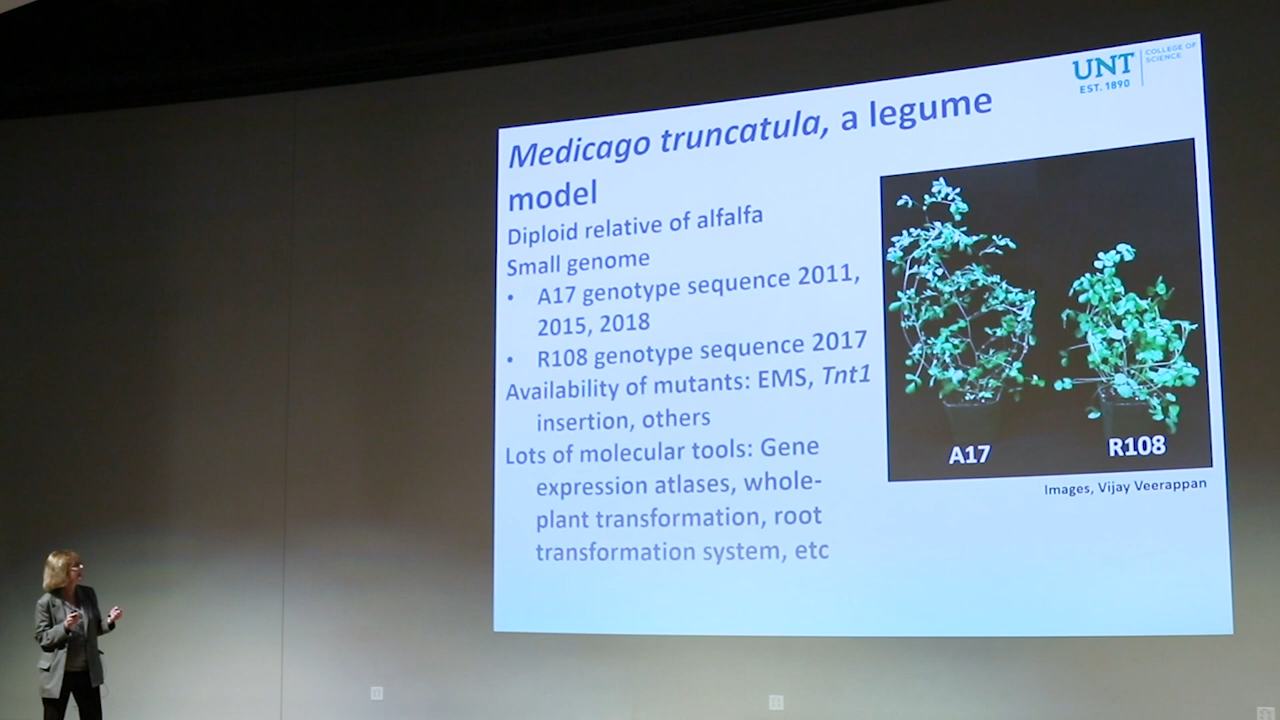 UNT
COLLEGE OF
SCIENCE
EST. 1890
Medicago truncatula, a legume
model
Diploid relative of alfalfa
Small genome
• A17 genotype sequence 2011,
2015, 2018
• R108 genotype sequence 2017
Availability of mutants: EMS, Tnt1
insertion, others
Lots of molecular tools: Gene
expression atlases, whole-
plant transformation, root
transformation system, etc
A17
R108
Images, Vijay Veerappan